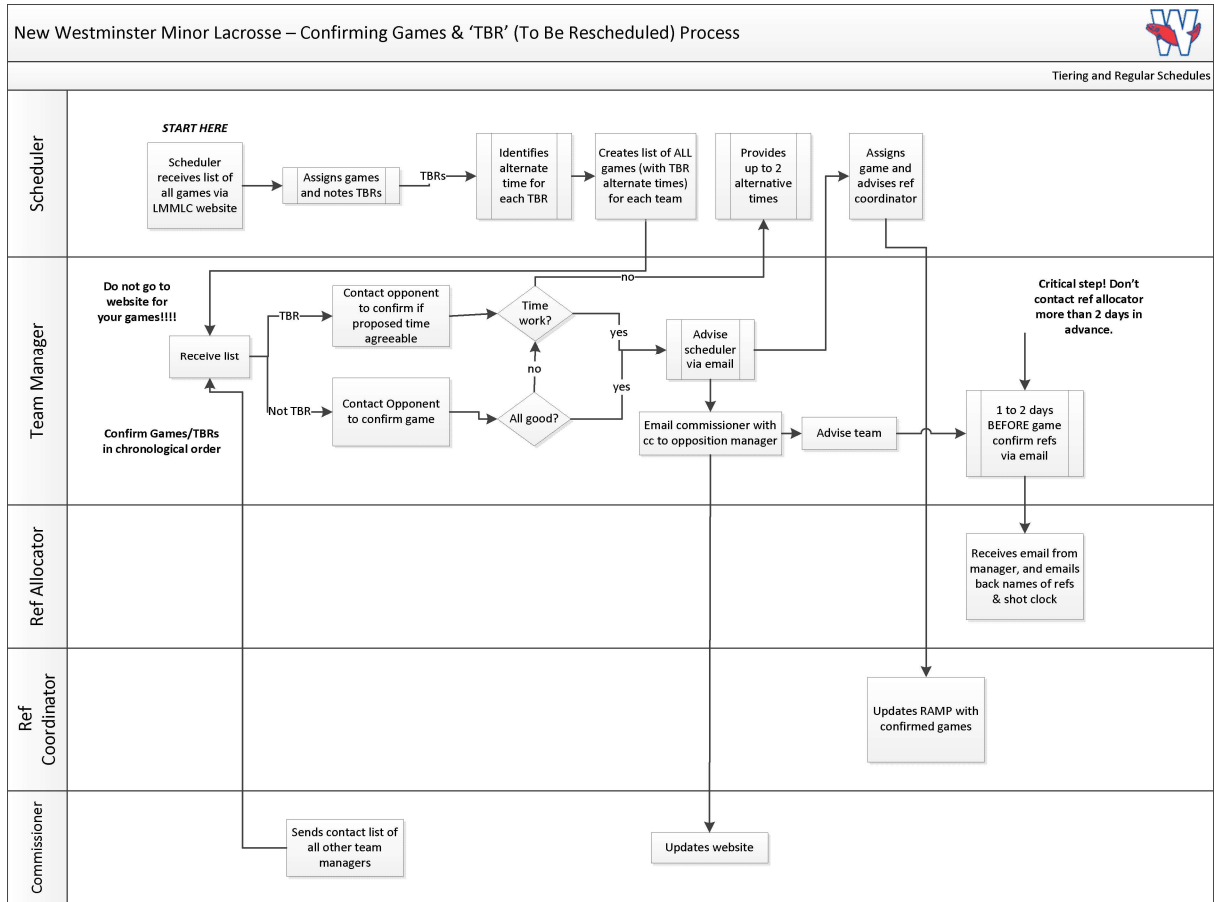 New Westminster Minor Lacrosse – Confirming Games & ‘TBR’ (To Be Rescheduled) Process
W
Tiering and Regular Schedules
Scheduler
START HERE
Scheduler
receives list of
all games via
LMMLC website
Assigns games
and notes TBRs
TBRs
Identifies
alternate
time for
each TBR
Creates list of ALL
games (with TBR
alternate times)
for each team
Provides
up to 2
alternative
times
Assigns
game and
advises ref
coordinator
Team Manager
Do not go to
website for
your games!!!!
Receive list
Confirm Games/TBRs
in chronological order
TBR
Not TBR
Contact opponent
to confirm if
proposed time
agreeable
Contact Opponent
to confirm game
Time
work?
no
no
All good?
yes
yes
Advise
scheduler
via email
Email commissioner with
cc to opposition manager
Advise team
Critical step! Don’t
contact ref allocator
more than 2 days in
advance.
1 to 2 days
BEFORE game
confirm refs
via email
Ref Allocator
Receives email from
manager, and emails
back names of refs
& shot clock
Ref
Coordinator
Updates RAMP with
confirmed games
Commissioner
Sends contact list of
all other team
managers
Updates website